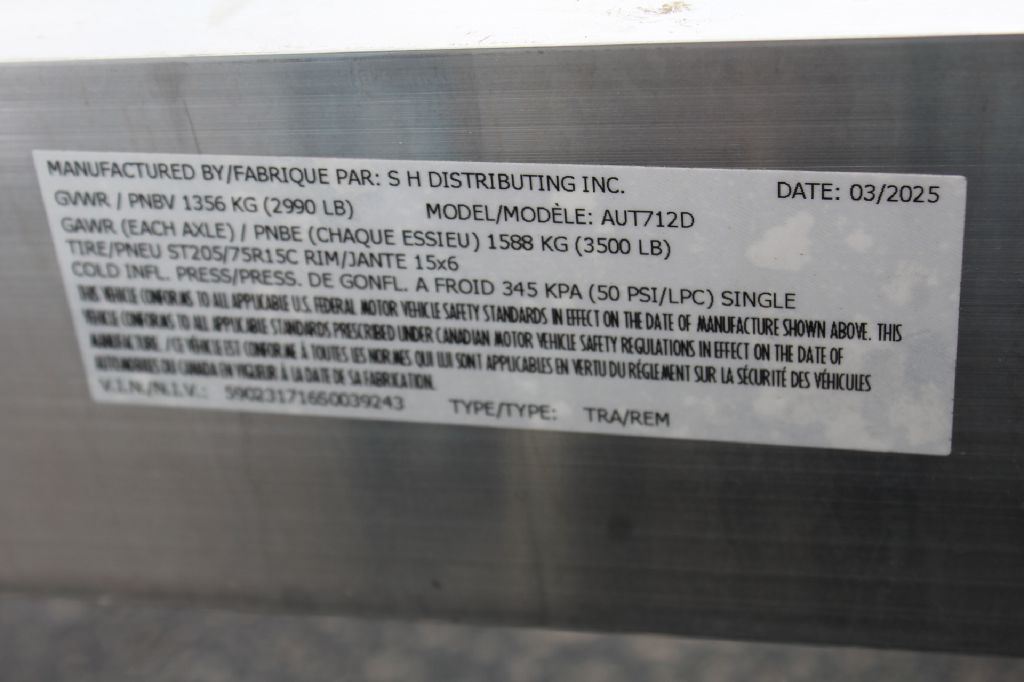 MANUFACTURED BY/FABRIQUE PAR: S H DISTRIBUTING INC. DATE: 03/2025
GVWR / PNBV 1356 KG (2990 LB) MODEL/MODÈLE: AUT712D
GAWR (EACH AXLE) / PNBE (CHAQUE ESSIEU) 1588 KG (3500 LB)
TIRE/PNEU ST205/75R15C RIM/JANTE 15x6
COLD INFL. PRESS/PRESS. DE GONFL. A FROID 345 KPA (50 PSI/LPC) SINGLE
THIS VEHICLE CONFORMS TO ALL APPLICABLE U.S. FEDERAL MOTOR VEHICLE SAFETY STANDARDS IN EFFECT ON THE DATE OF MANUFACTURE SHOWN ABOVE. THIS
VEHICLE CONFORMS TO ALL APPLICABLE STANDARDS PRESCRIBED UNDER CANADIAN MOTOR VEHICLE SAFETY REGULATIONS IN EFFECT ON THE DATE OF
MANUFACTURE. / CE VÉHICULE EST CONFORME À TOUTES LES NORMES QUI LUI SONT APPLICABLES EN VERTU DU RÉGLEMENT SUR LA SÉCURITÉ DES VÉHICULES
AUTOMOBILES DU CANADA EN VIGUEUR À LA DATE DE SA FABRICATION.
V.I.N./N.I.V.: TYPE/TYPE: TRA/REM